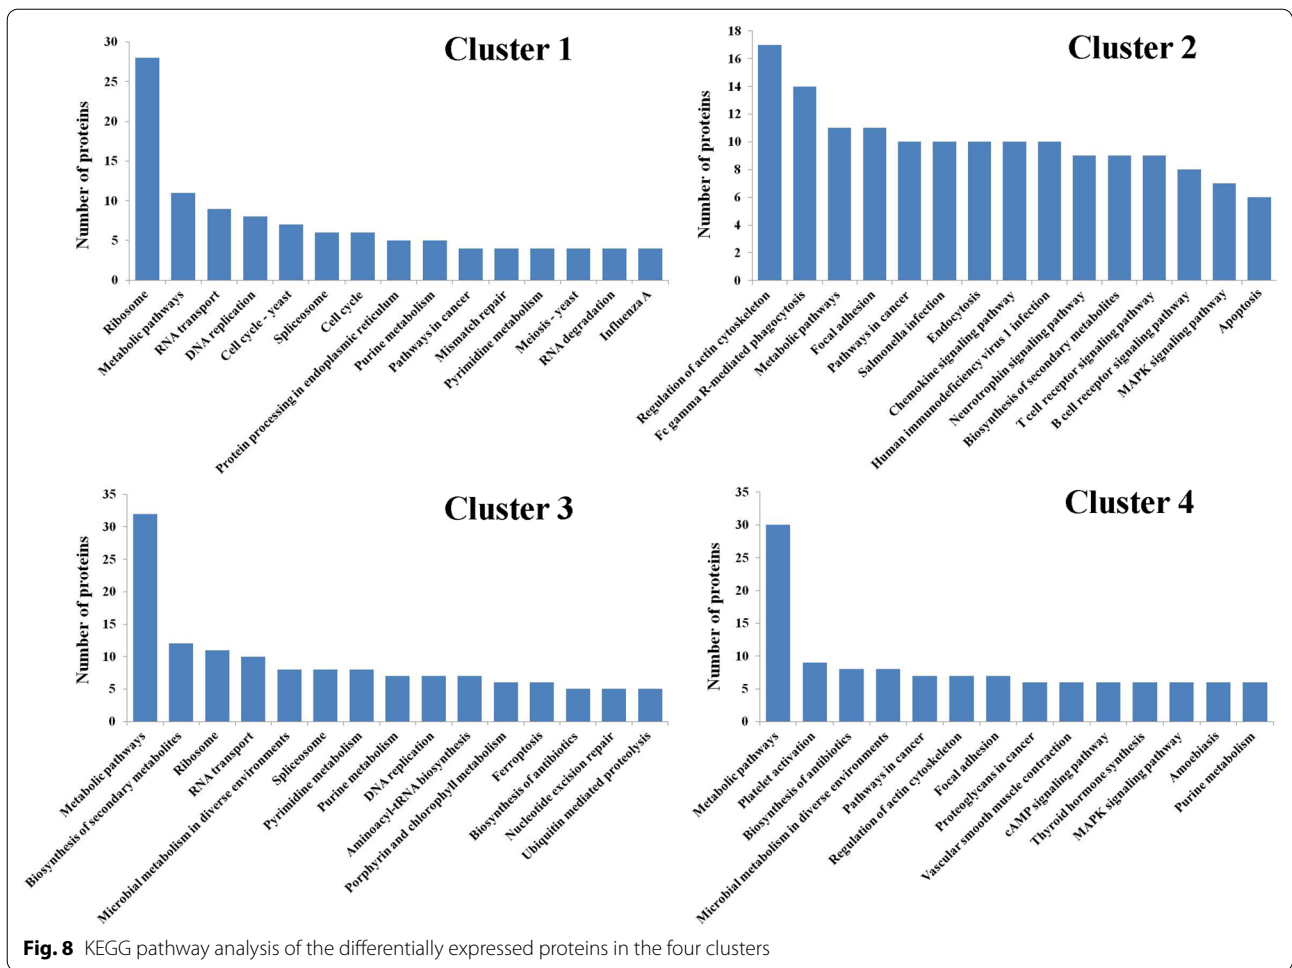 Cluster 1
Number of proteins
30
25
20
15
10
5
0
Ribosome
Metabolic pathways
RNA transport
DNA replication
Cell cycle - yeast
Spliceosome
Cell cycle
Protein processing in endoplasmic reticulum
Purine metabolism
Pathways in cancer
Mismatch repair
Pyrimidine metabolism
Meiosis - yeast
RNA degradation
Influenza A
Cluster 2
Number of proteins
18
16
14
12
10
8
6
4
2
0
Regulation of actin cytoskeleton
Fc gamma R-mediated phagocytosis
Metabolic pathways
Focal adhesion
Pathways in cancer
Salmonella infection
Endocytosis
Chemokine signaling pathway
Human immunodeficiency virus 1 infection
Neurotrophin signaling pathway
Biosynthesis of secondary metabolites
T cell receptor signaling pathway
B cell receptor signaling pathway
MAPK signaling pathway
Apoptosis
Cluster 3
Number of proteins
35
30
25
20
15
10
5
0
Metabolic pathways
Biosynthesis of secondary metabolites
Ribosome
RNA transport
Microbial metabolism in diverse environments
Spliceosome
Pyrimidine metabolism
Purine metabolism
DNA replication
Aminoacyl-tRNA biosynthesis
Porphyrin and chlorophyll metabolism
Ferroptosis
Biosynthesis of antibiotics
Nucleotide excision repair
Ubiquitin mediated proteolysis
Cluster 4
Number of proteins
35
30
25
20
15
10
5
0
Metabolic pathways
Platelet activation
Biosynthesis of antibiotics
Microbial metabolism in diverse environments
Pathways in cancer
Regulation of actin cytoskeleton
Focal adhesion
Proteoglycans in cancer
Vascular smooth muscle contraction
cAMP signaling pathway
Thyroid hormone synthesis
MAPK signaling pathway
Amoebiasis
Purine metabolism
Fig. 8 KEGG pathway analysis of the differentially expressed proteins in the four clusters